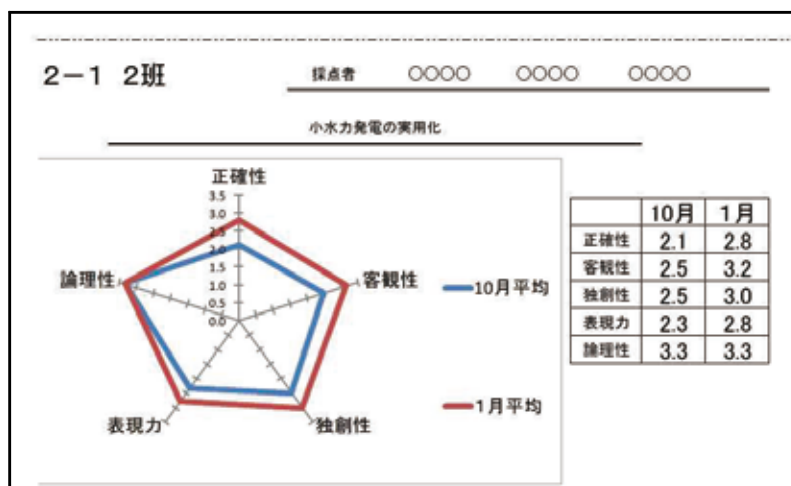 2-1 2班
採点者 ○○○○ ○○○○ ○○○○
小水力発電の実用化
正確性
3.5
3.0
2.5
2.0
1.5
1.0
0.5
0.0
論理性
客観性
表現力
独創性
10月平均
1月平均
10月 1月
正確性 2.1 2.8
客観性 2.5 3.2
独創性 2.5 3.0
表現力 2.3 2.8
論理性 3.3 3.3